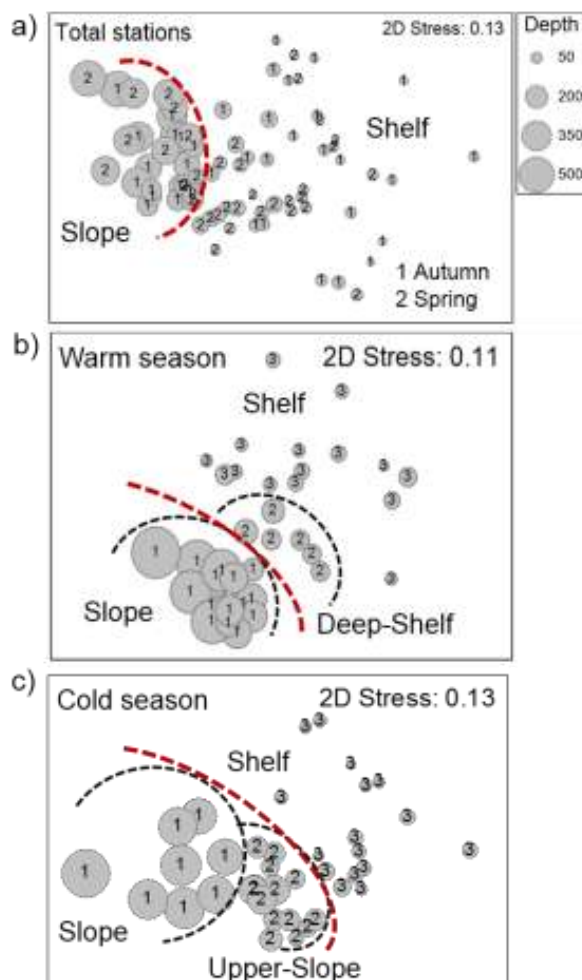 a)
Total stations
2D Stress: 0.13
Shelf
Slope
1 Autumn
2 Spring
Depth
50
200
350
500
b)
Warm season
2D Stress: 0.11
Shelf
Slope
Deep-Shelf
c)
Cold season
2D Stress: 0.13
Shelf
Slope
Upper-Slope